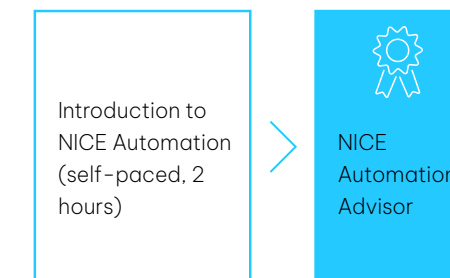 Introduction to
NICE Automation
(self-paced, 2
hours)
NICE
Automation
Advisor